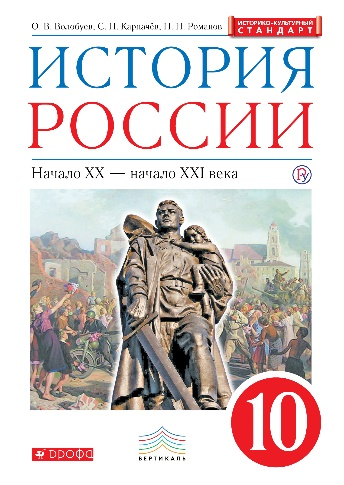 О. В. Волобуев, С. П. Карпачёв, П. Н. Романов
ИСТОРИКО-КУЛЬТУРНЫЙ
СТАНДАРТ
ИСТОРИЯ
РОССИИ
Начало XX — начало XXI века
10
дрофа
ВЕРТИКАЛЬ